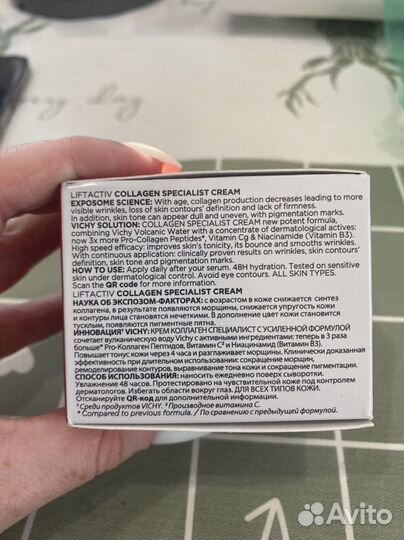 LIFTACTIV COLLAGEN SPECIALIST CREAM
EXPOSOME SCIENCE: With age, collagen production decreases leading to more
visible wrinkles, loss of skin contours' definition and lack of firmness.
In addition, skin tone can appear dull and uneven, with pigmentation marks.
VICHY SOLUTION: COLLAGEN SPECIALIST CREAM new potent formula,
combining Vichy Volcanic Water with a concentrate of dermatological actives:
now 3x more Pro-Collagen Peptides*, Vitamin Cg & Niacinamide (Vitamin B3).
High speed efficacy: improves skin's tonicity, its bounce and smooths wrinkles.
With continuous application: clinically proven results on wrinkles, skin contours'
definition, skin tone and pigmentation marks.
HOW TO USE: Apply daily after your serum. 48H hydration. Tested on sensitive
skin under dermatological control. Avoid eye contours. ALL SKIN TYPES.
Scan the QR code for more information.
LIFTACTIV COLLAGEN SPECIALIST CREAM
НАУКА ОБ ЭКСПОЗОМ-ФАКТОРАХ: с возрастом в коже снижается синтез
коллагена, в результате появляются морщины, снижается упругость кожи
и контуры лица становятся нечеткими. В дополнение цвет кожи становится
тусклым, появляются пигментные пятна.
ИННОВАЦИЯ VICHY: КРЕМ КОЛЛАГЕН СПЕЦИАЛИСТ С УСИЛЕННОЙ ФОРМУЛОЙ
сочетает вулканическую воду Vichy с активными ингредиентами: теперь в 3 раза
больше* Про-Коллаген Пептидов, Витамин С² и Ниацинамид (Витамин B3).
Повышает тонус кожи через 4 часа и разглаживает морщины. Клинически доказанная
эффективность при длительном использовании: сокращение морщин,
ремоделирование контуров, выравнивание тона кожи и сокращение пигментации.
СПОСОБ ИСПОЛЬЗОВАНИЯ: наносить ежедневно поверх сыворотки.
Увлажнение 48 часов. Протестировано на чувствительной коже под контролем
дерматологов. Избегать области вокруг глаз. ДЛЯ ВСЕХ ТИПОВ КОЖИ.
Отсканируйте QR-код для дополнительной информации.
¹ Среди продуктов VICHY. ² Производное витамина С.
* Compared to previous formula. / По сравнению с предыдущей формулой.
Avito